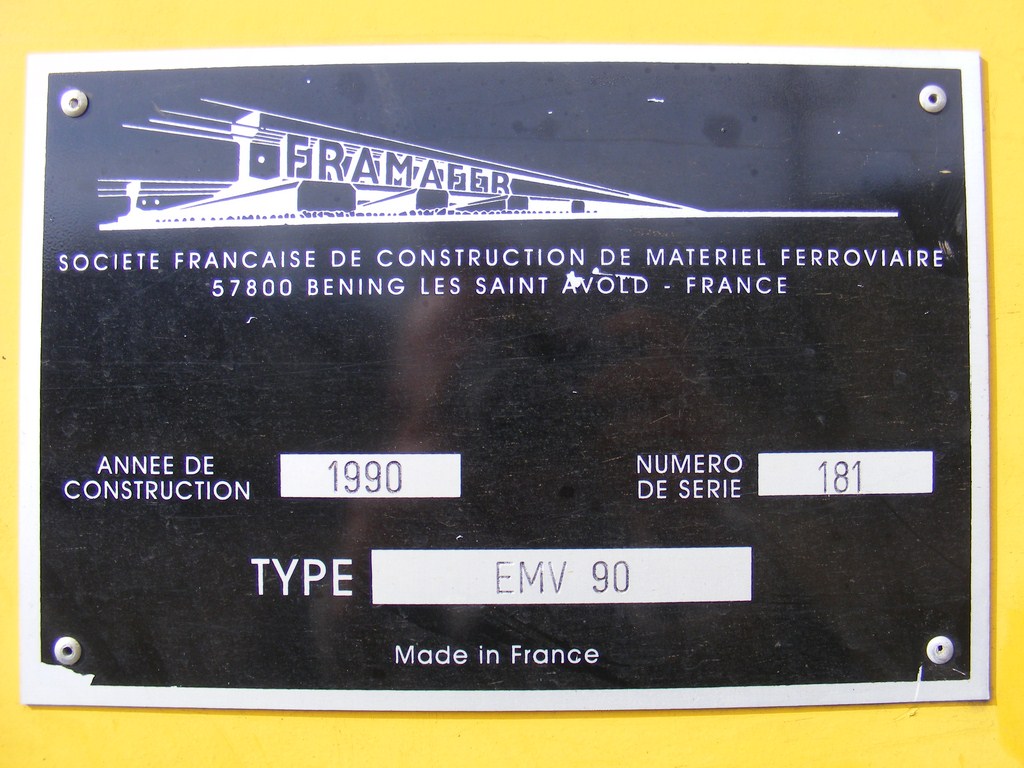 FRAMAFER
SOCIETE FRANCAISE DE CONSTRUCTION DE MATERIEL FERROVIAIRE
57800 BENING LES SAINT AVOLD - FRANCE
ANNEE DE
CONSTRUCTION
1990
NUMERO
DE SERIE
181
TYPE EMV 90
Made in France